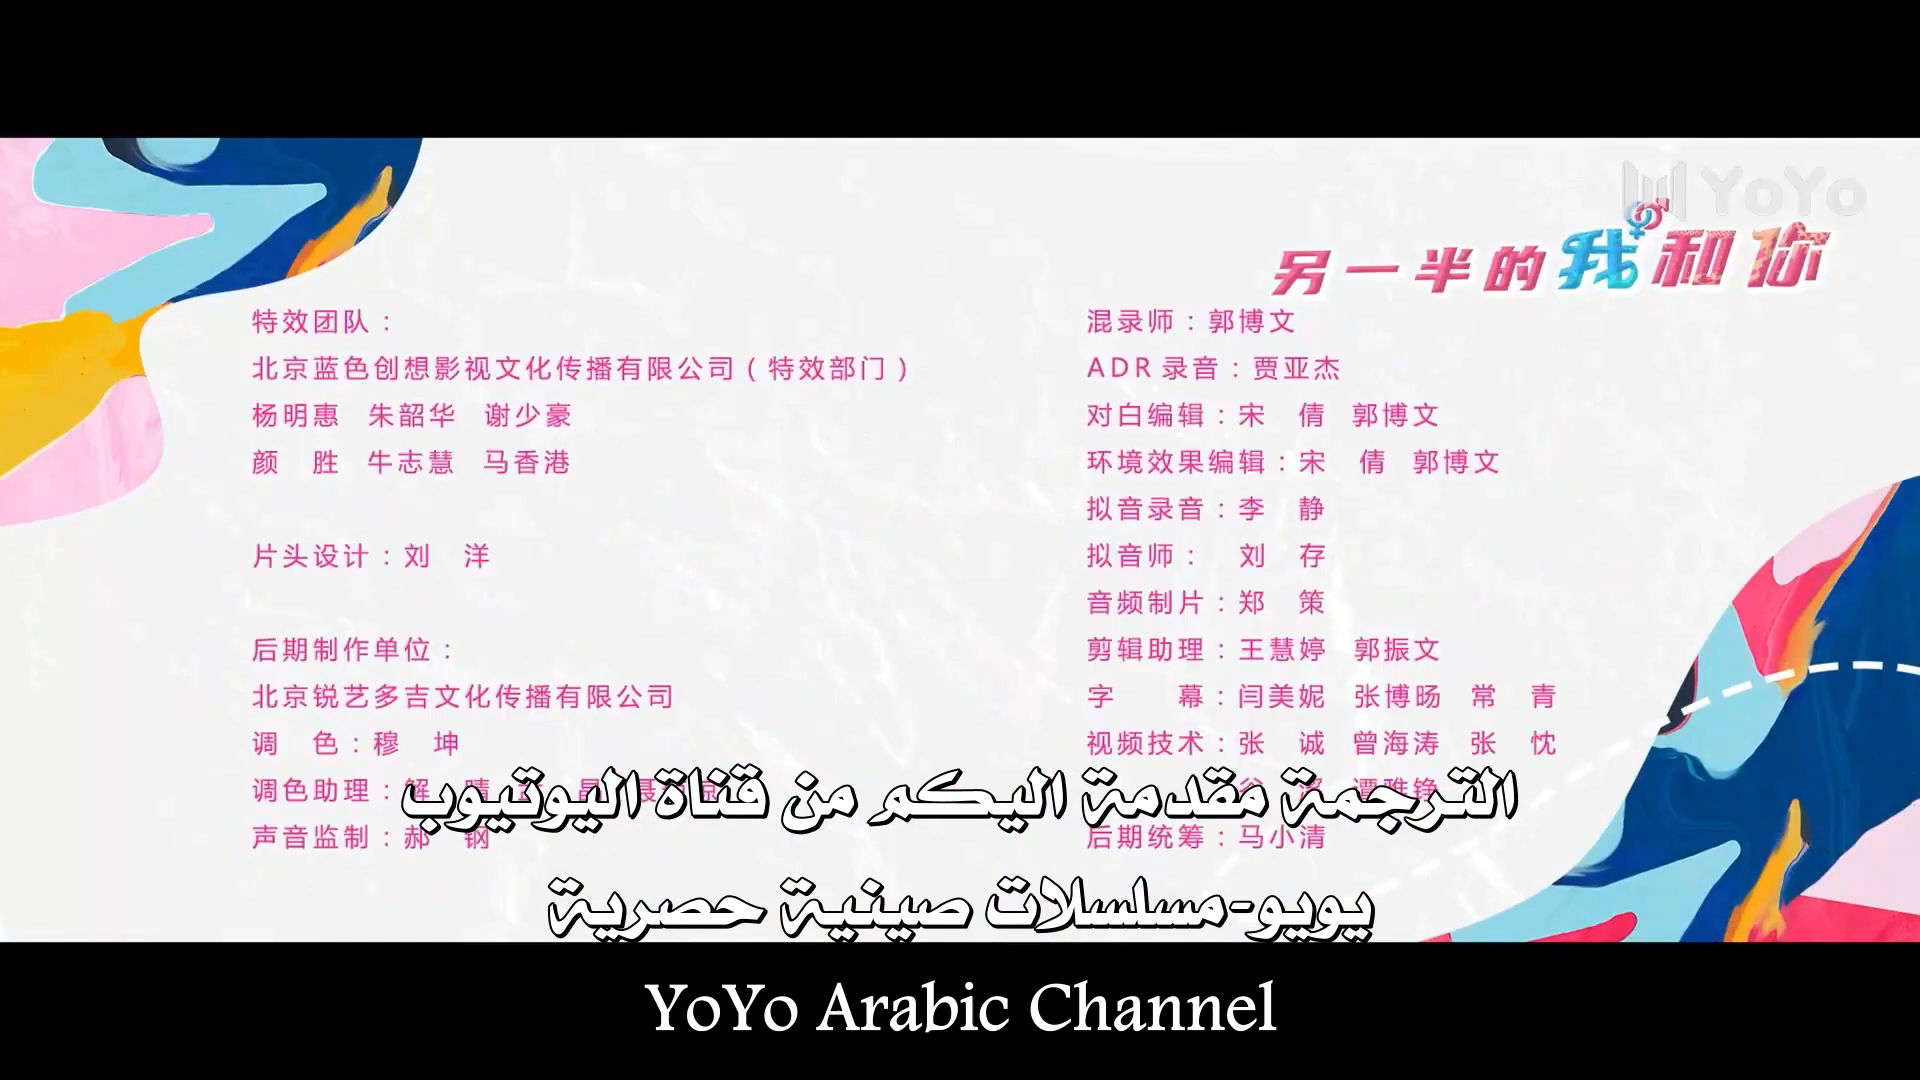 YoYo
另一半的我和你
特效团队：
北京蓝色创想影视文化传播有限公司（特效部门）
杨明惠 朱韶华 谢少豪
颜 胜 牛志慧 马香港
片头设计：刘 洋
后期制作单位：
北京锐艺多吉文化传播有限公司
调 色：穆 坤
调色助理：解 晴
声音监制：郝 钢
混录师：郭博文
ADR 录音：贾亚杰
对白编辑：宋 倩 郭博文
环境效果编辑：宋 倩 郭博文
拟音录音：李 静
拟音师： 刘 存
音频制片：郑 策
剪辑助理：王慧婷 郭振文
字 幕：闫美妮 张博旸 常 青
视频技术：张 诚 曾海涛 张 忱
谭雅铮
后期统筹：马小清
الترجمة مقدمة اليكم من قناة اليوتيوب
يويو-مسلسلات صينية حصرية
YoYo Arabic Channel